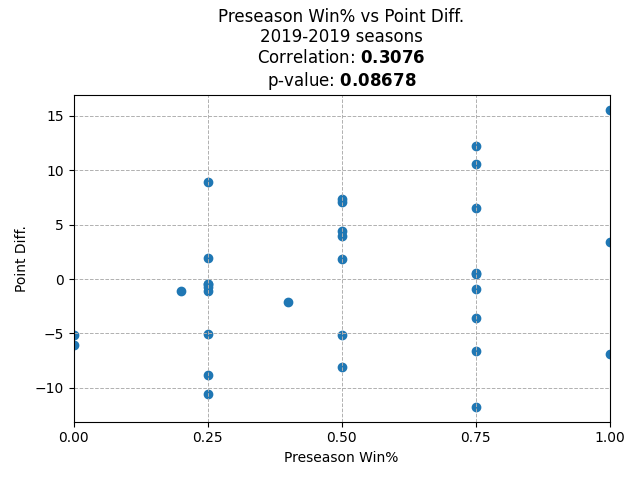 Preseason Win% vs Point Diff.
2019-2019 seasons
Correlation: 0.3076
p-value: 0.08678
15
10
5
0
−5
−10
Point Diff.
0.00 0.25 0.50 0.75 1.00
Preseason Win%